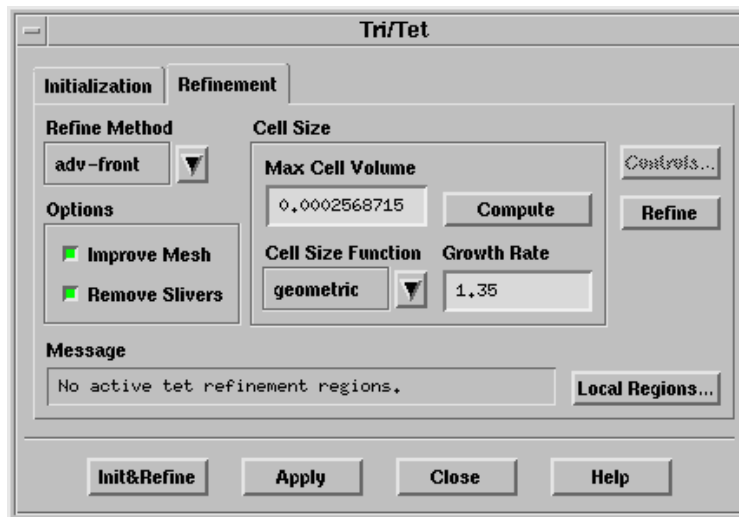 Tri/Tet
Initialization
Refinement
Refine Method
adv-front
Cell Size
Max Cell Volume
0.0002568715
Compute
Controls...
Refine
Options
Improve Mesh
Remove Slivers
Cell Size Function
geometric
Growth Rate
1.35
Message
No active tet refinement regions.
Local Regions...
Init&Refine
Apply
Close
Help